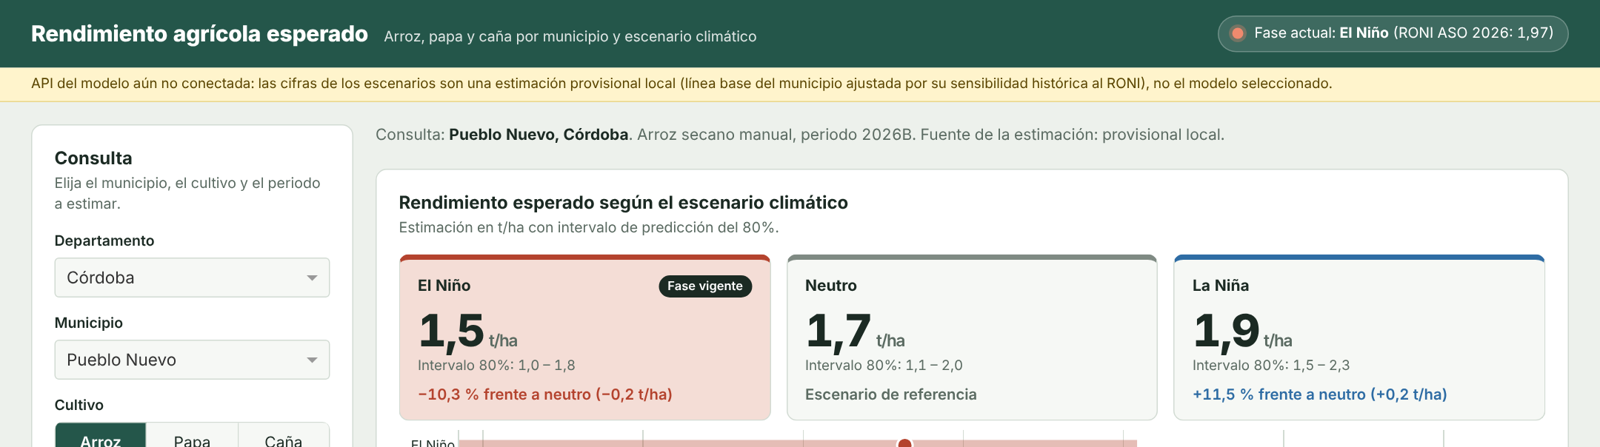 Rendimiento agrícola esperado Arroz, papa y caña por municipio y escenario climático
Fase actual: El Niño (RONI ASO 2026: 1,97)
API del modelo aún no conectada: las cifras de los escenarios son una estimación provisional local (línea base del municipio ajustada por su sensibilidad histórica al RONI), no el modelo seleccionado.
Consulta
Elija el municipio, el cultivo y el periodo
a estimar.
Departamento
Córdoba
Municipio
Pueblo Nuevo
Cultivo
Arroz Papa Caña
Consulta: Pueblo Nuevo, Córdoba. Arroz secano manual, periodo 2026B. Fuente de la estimación: provisional local.
Rendimiento esperado según el escenario climático
Estimación en t/ha con intervalo de predicción del 80%.
El Niño Fase vigente
1,5 t/ha
Intervalo 80%: 1,0 – 1,8
−10,3 % frente a neutro (−0,2 t/ha)
Neutro
1,7 t/ha
Intervalo 80%: 1,1 – 2,0
Escenario de referencia
La Niña
1,9 t/ha
Intervalo 80%: 1,5 – 2,3
+11,5 % frente a neutro (+0,2 t/ha)
El Niño